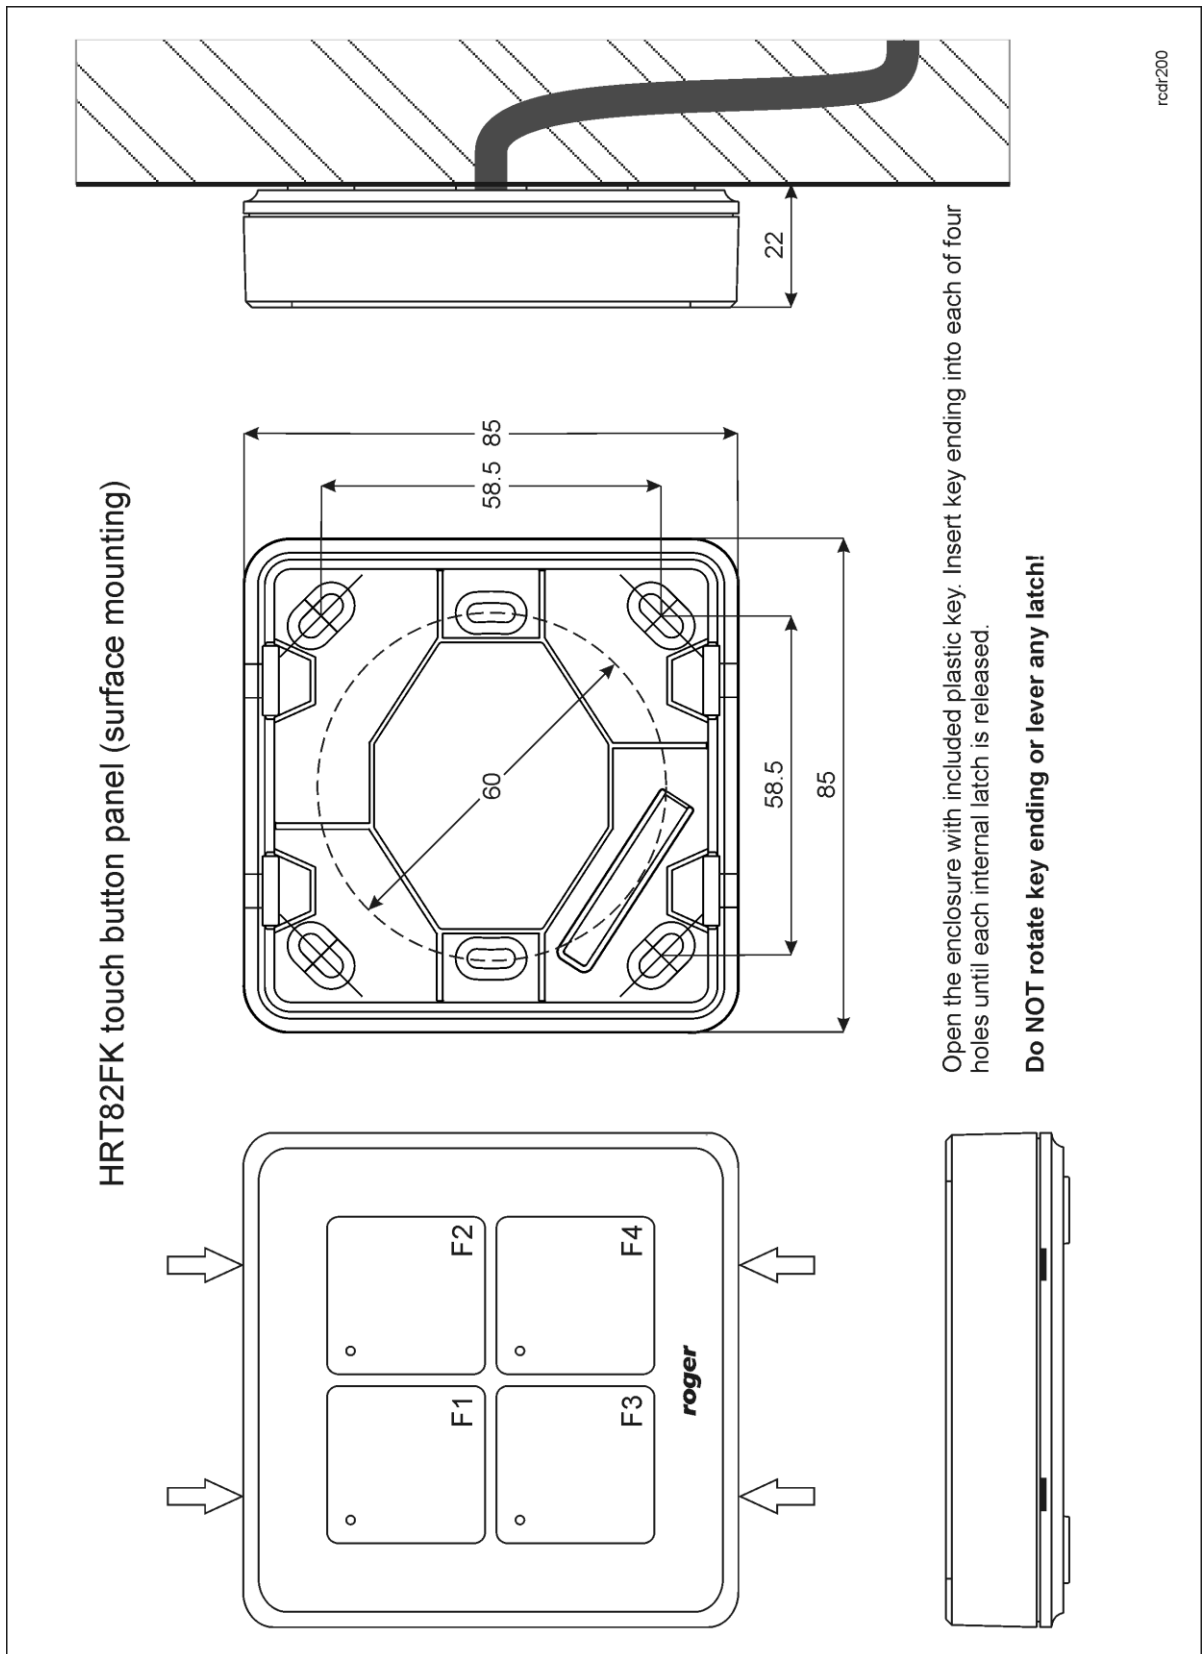 HRT82FK touch button panel (surface mounting)
F1
F2
F3
F4
roger
60
58.5
85
58.5
85
22
Open the enclosure with included plastic key. Insert key ending into each of four
holes until each internal latch is released.
Do NOT rotate key ending or lever any latch!
rcdr200